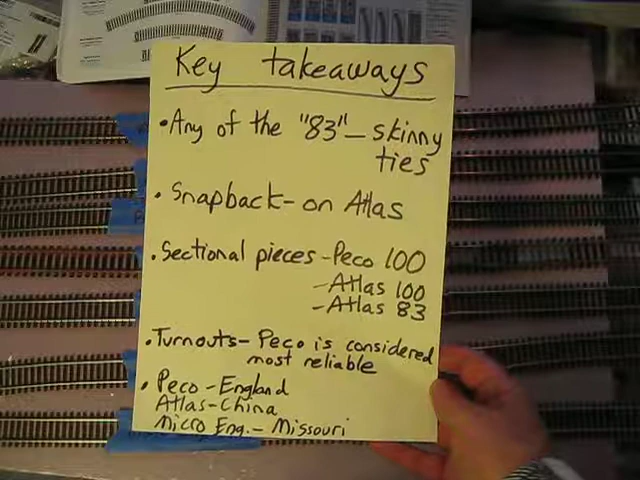 Key takeaways
• Any of the "83" - skinny
ties
• Snapback - on Atlas
• Sectional pieces - Peco 100
- Atlas 100
- Atlas 83
• Turnouts - Peco is considered
most reliable
• Peco - England
Atlas - China
Micro Eng. - Missouri